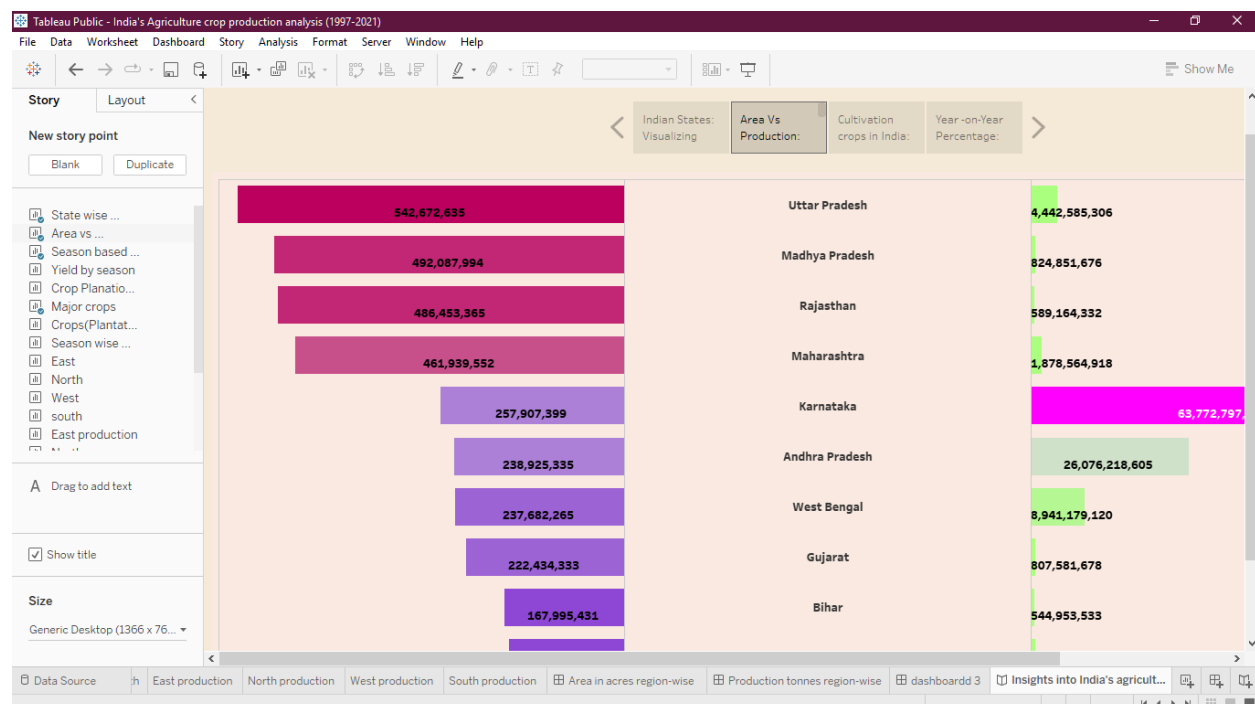 Tableau Public - India's Agriculture crop production analysis (1997-2021)
File Data Worksheet Dashboard Story Analysis Format Server Window Help
Show Me
Story Layout
New story point
Blank Duplicate
State wise ...
Area vs ...
Season based ...
Yield by season
Crop Planatio...
Major crops
Crops(Plantat...
Season wise ...
East
North
West
south
East production
A Drag to add text
Show title
Size
Generic Desktop (1366 x 76...
Indian States:
Visualizing
Area Vs
Production:
Cultivation
crops in India:
Year -on-Year
Percentage:
542,672,635 Uttar Pradesh 4,442,585,306
492,087,994 Madhya Pradesh 824,851,676
486,453,365 Rajasthan 589,164,332
461,939,552 Maharashtra 1,878,564,918
257,907,399 Karnataka 63,772,797,
238,925,335 Andhra Pradesh 26,076,218,605
237,682,265 West Bengal 8,941,179,120
222,434,333 Gujarat 807,581,678
167,995,431 Bihar 544,953,533
Data Source h East production North production West production South production Area in acres region-wise Production tonnes region-wise dashboardd 3 Insights into India's agricult...